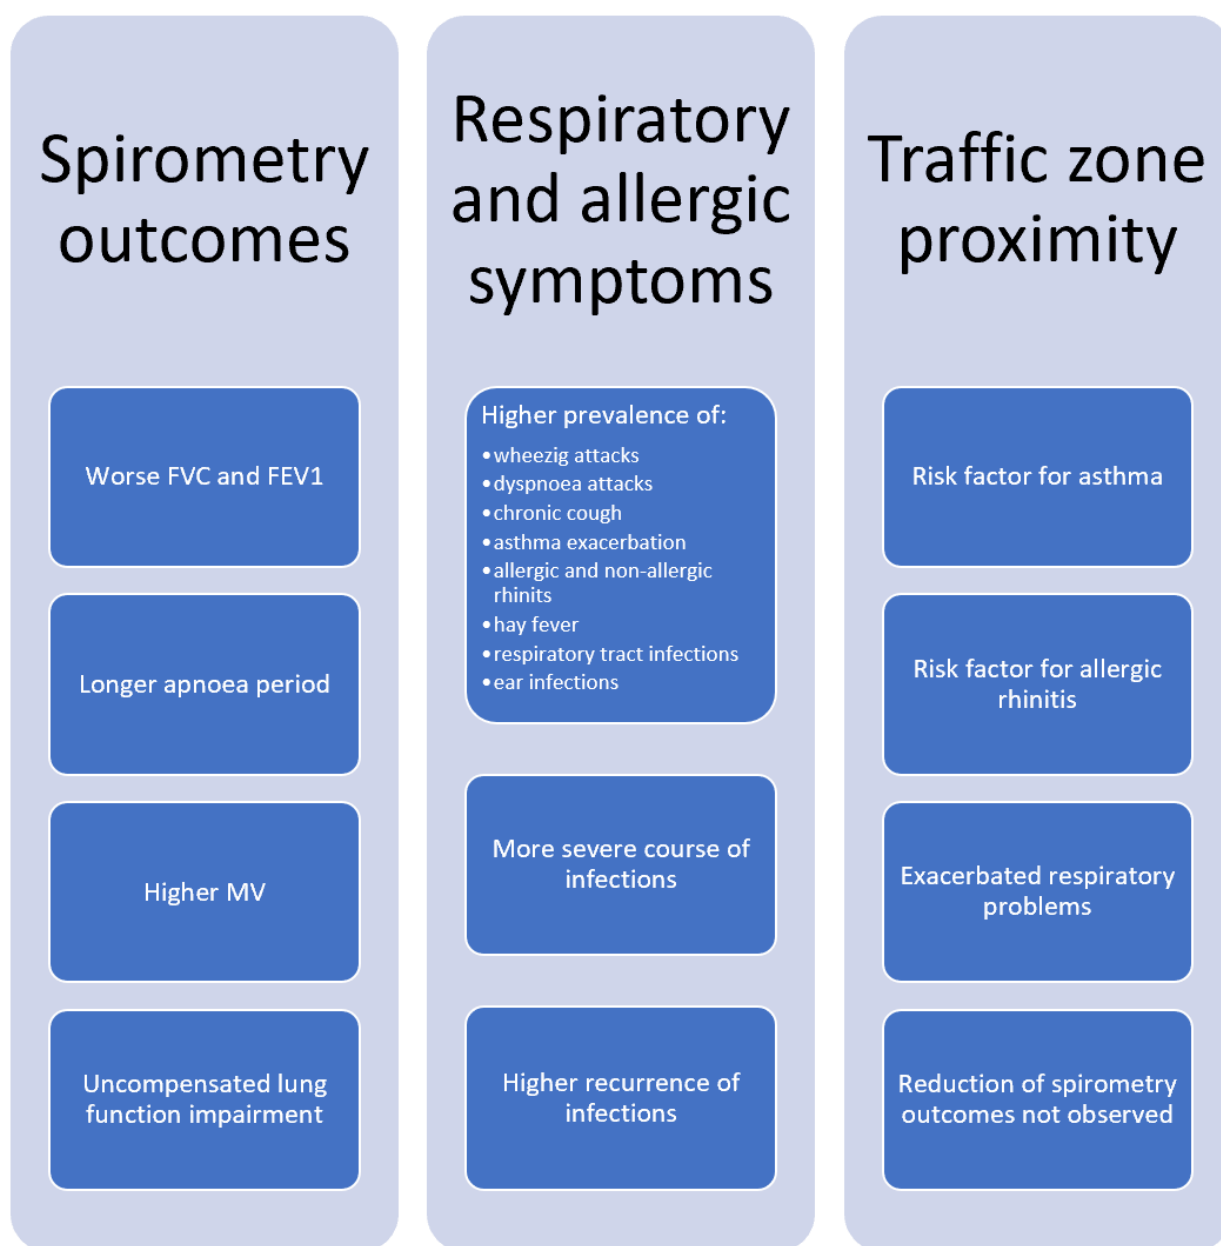 Spirometry
outcomes
Worse FVC and FEV1
Longer apnoea period
Higher MV
Uncompensated lung
function impairment
Respiratory
and allergic
symptoms
Higher prevalence of:
•wheezig attacks
•dyspnoea attacks
•chronic cough
•asthma exacerbation
•allergic and non-allergic
rhinits
•hay fever
•respiratory tract infections
•ear infections
More severe course of
infections
Higher recurrence of
infections
Traffic zone
proximity
Risk factor for asthma
Risk factor for allergic
rhinitis
Exacerbated respiratory
problems
Reduction of spirometry
outcomes not observed